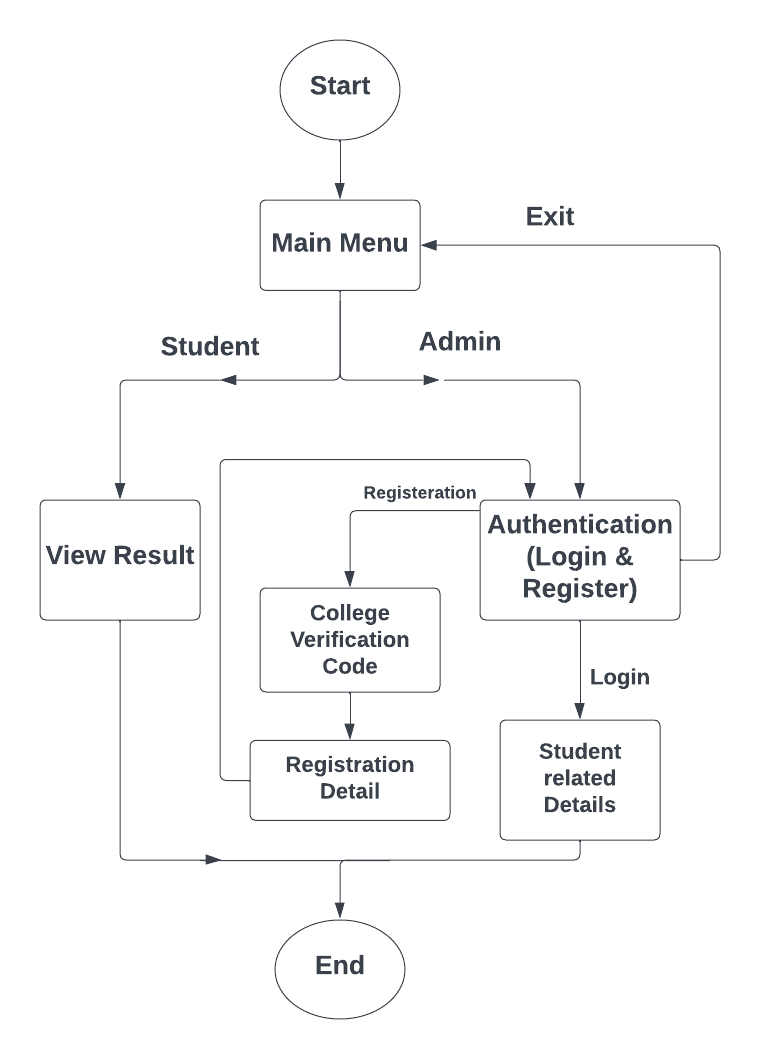 Start
Main Menu
Exit
Student
Admin
Registeration
Authentication
(Login &
Register)
View Result
College
Verification
Code
Login
Registration
Detail
Student
related
Details
End